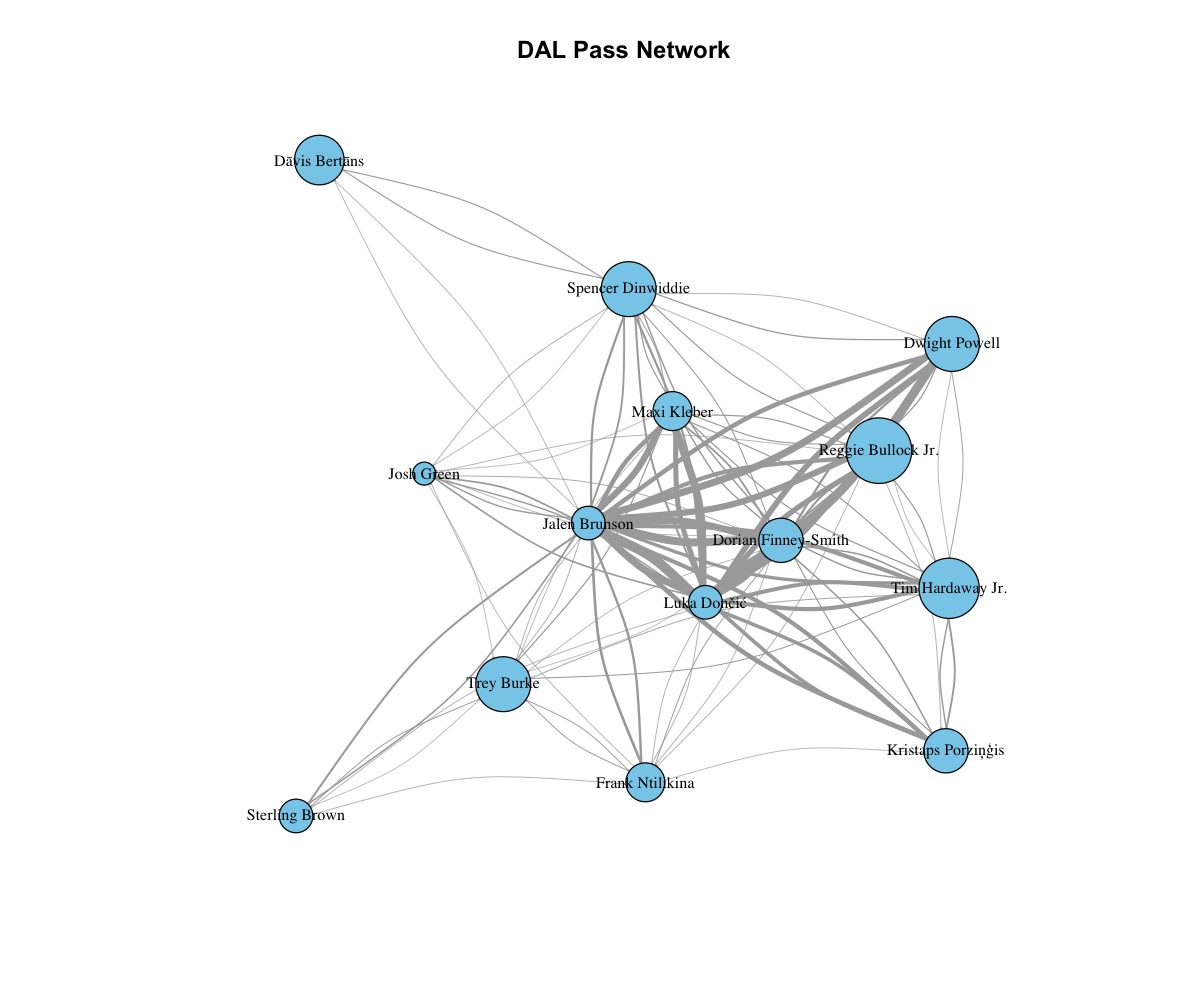 DAL Pass Network
Dāvis Bertāns
Spencer Dinwiddie
Dwight Powell
Maxi Kleber
Reggie Bullock Jr.
Josh Green
Jalen Brunson
Dorian Finney-Smith
Tim Hardaway Jr.
Luka Dončić
Trey Burke
Kristaps Porziņģis
Frank Ntilikina
Sterling Brown